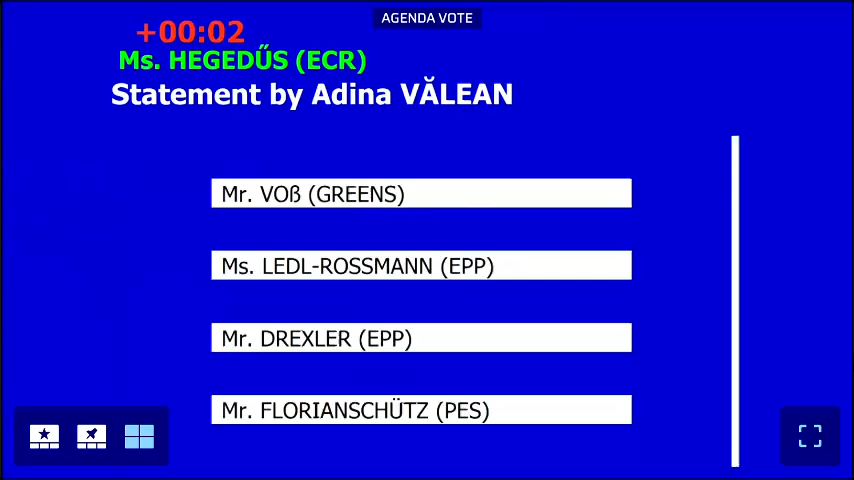 AGENDA VOTE
+00:02
Ms. HEGEDŰS (ECR)
Statement by Adina VĂLEAN
Mr. VOß (GREENS)
Ms. LEDL-ROSSMANN (EPP)
Mr. DREXLER (EPP)
Mr. FLORIANSCHÜTZ (PES)